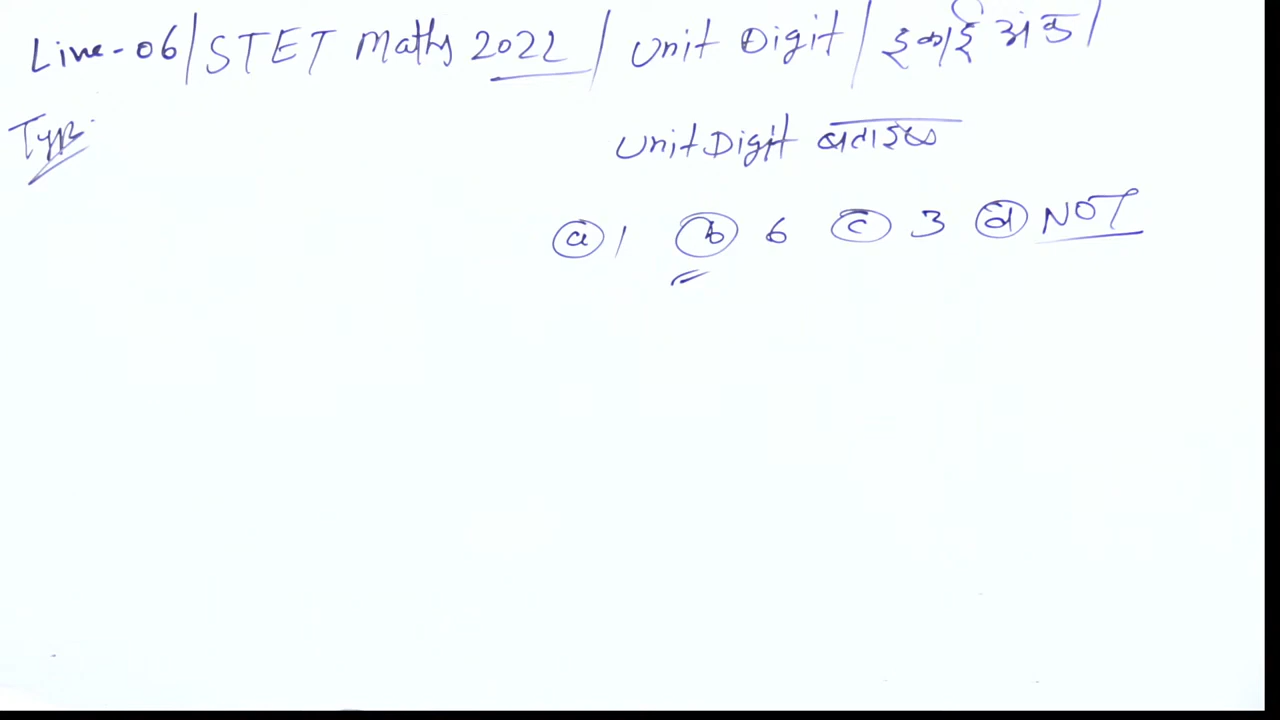 Live-06/STET Maths 2022/Unit Digit/इकाई अंक/
Type
Unit Digit बताइए
(a) 1 (b) 6 (c) 3 (d) NOT